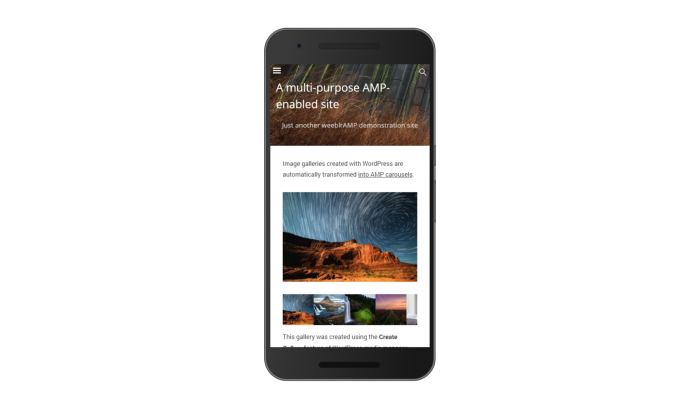 A multi-purpose AMP-
enabled site
Just another weeblrAMP demonstration site
Image galleries created with WordPress are
automatically transformed into AMP carousels.
This gallery was created using the Create